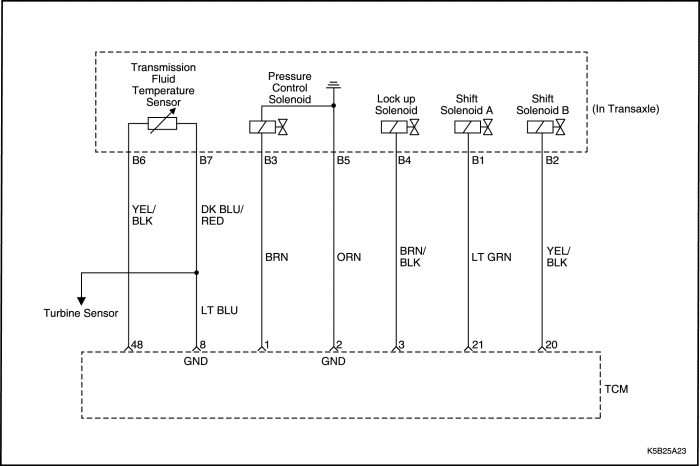 Transmission
Fluid
Temperature
Sensor
Pressure
Control
Solenoid
Lock up
Solenoid
Shift
Solenoid A
Shift
Solenoid B
(In Transaxle)
B6
B7
B3
B5
B4
B1
B2
YEL/
BLK
DK BLU/
RED
BRN
ORN
BRN/
BLK
LT GRN
YEL/
BLK
Turbine Sensor
LT BLU
48
8
1
2
3
21
20
GND
GND
TCM
K5B25A23